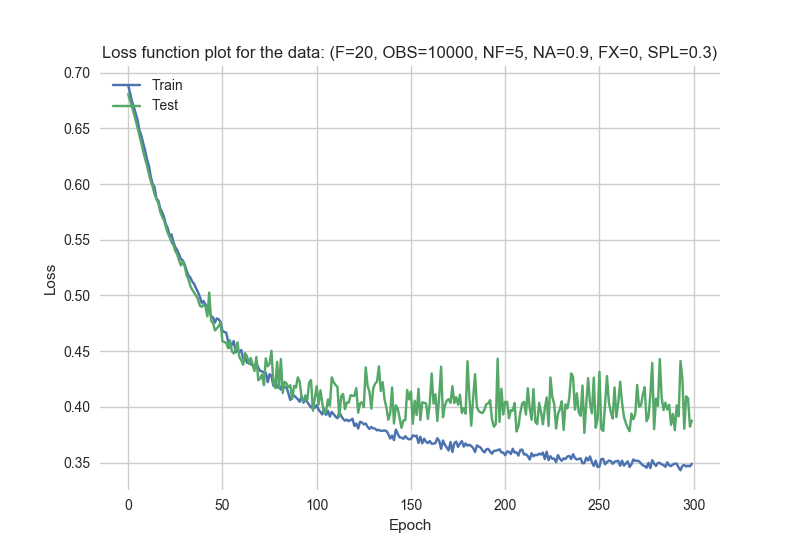 Loss function plot for the data: (F=20, OBS=10000, NF=5, NA=0.9, FX=0, SPL=0.3)
Train
Test
0.70
0.65
0.60
0.55
0.50
0.45
0.40
0.35
Loss
0 50 100 150 200 250 300
Epoch